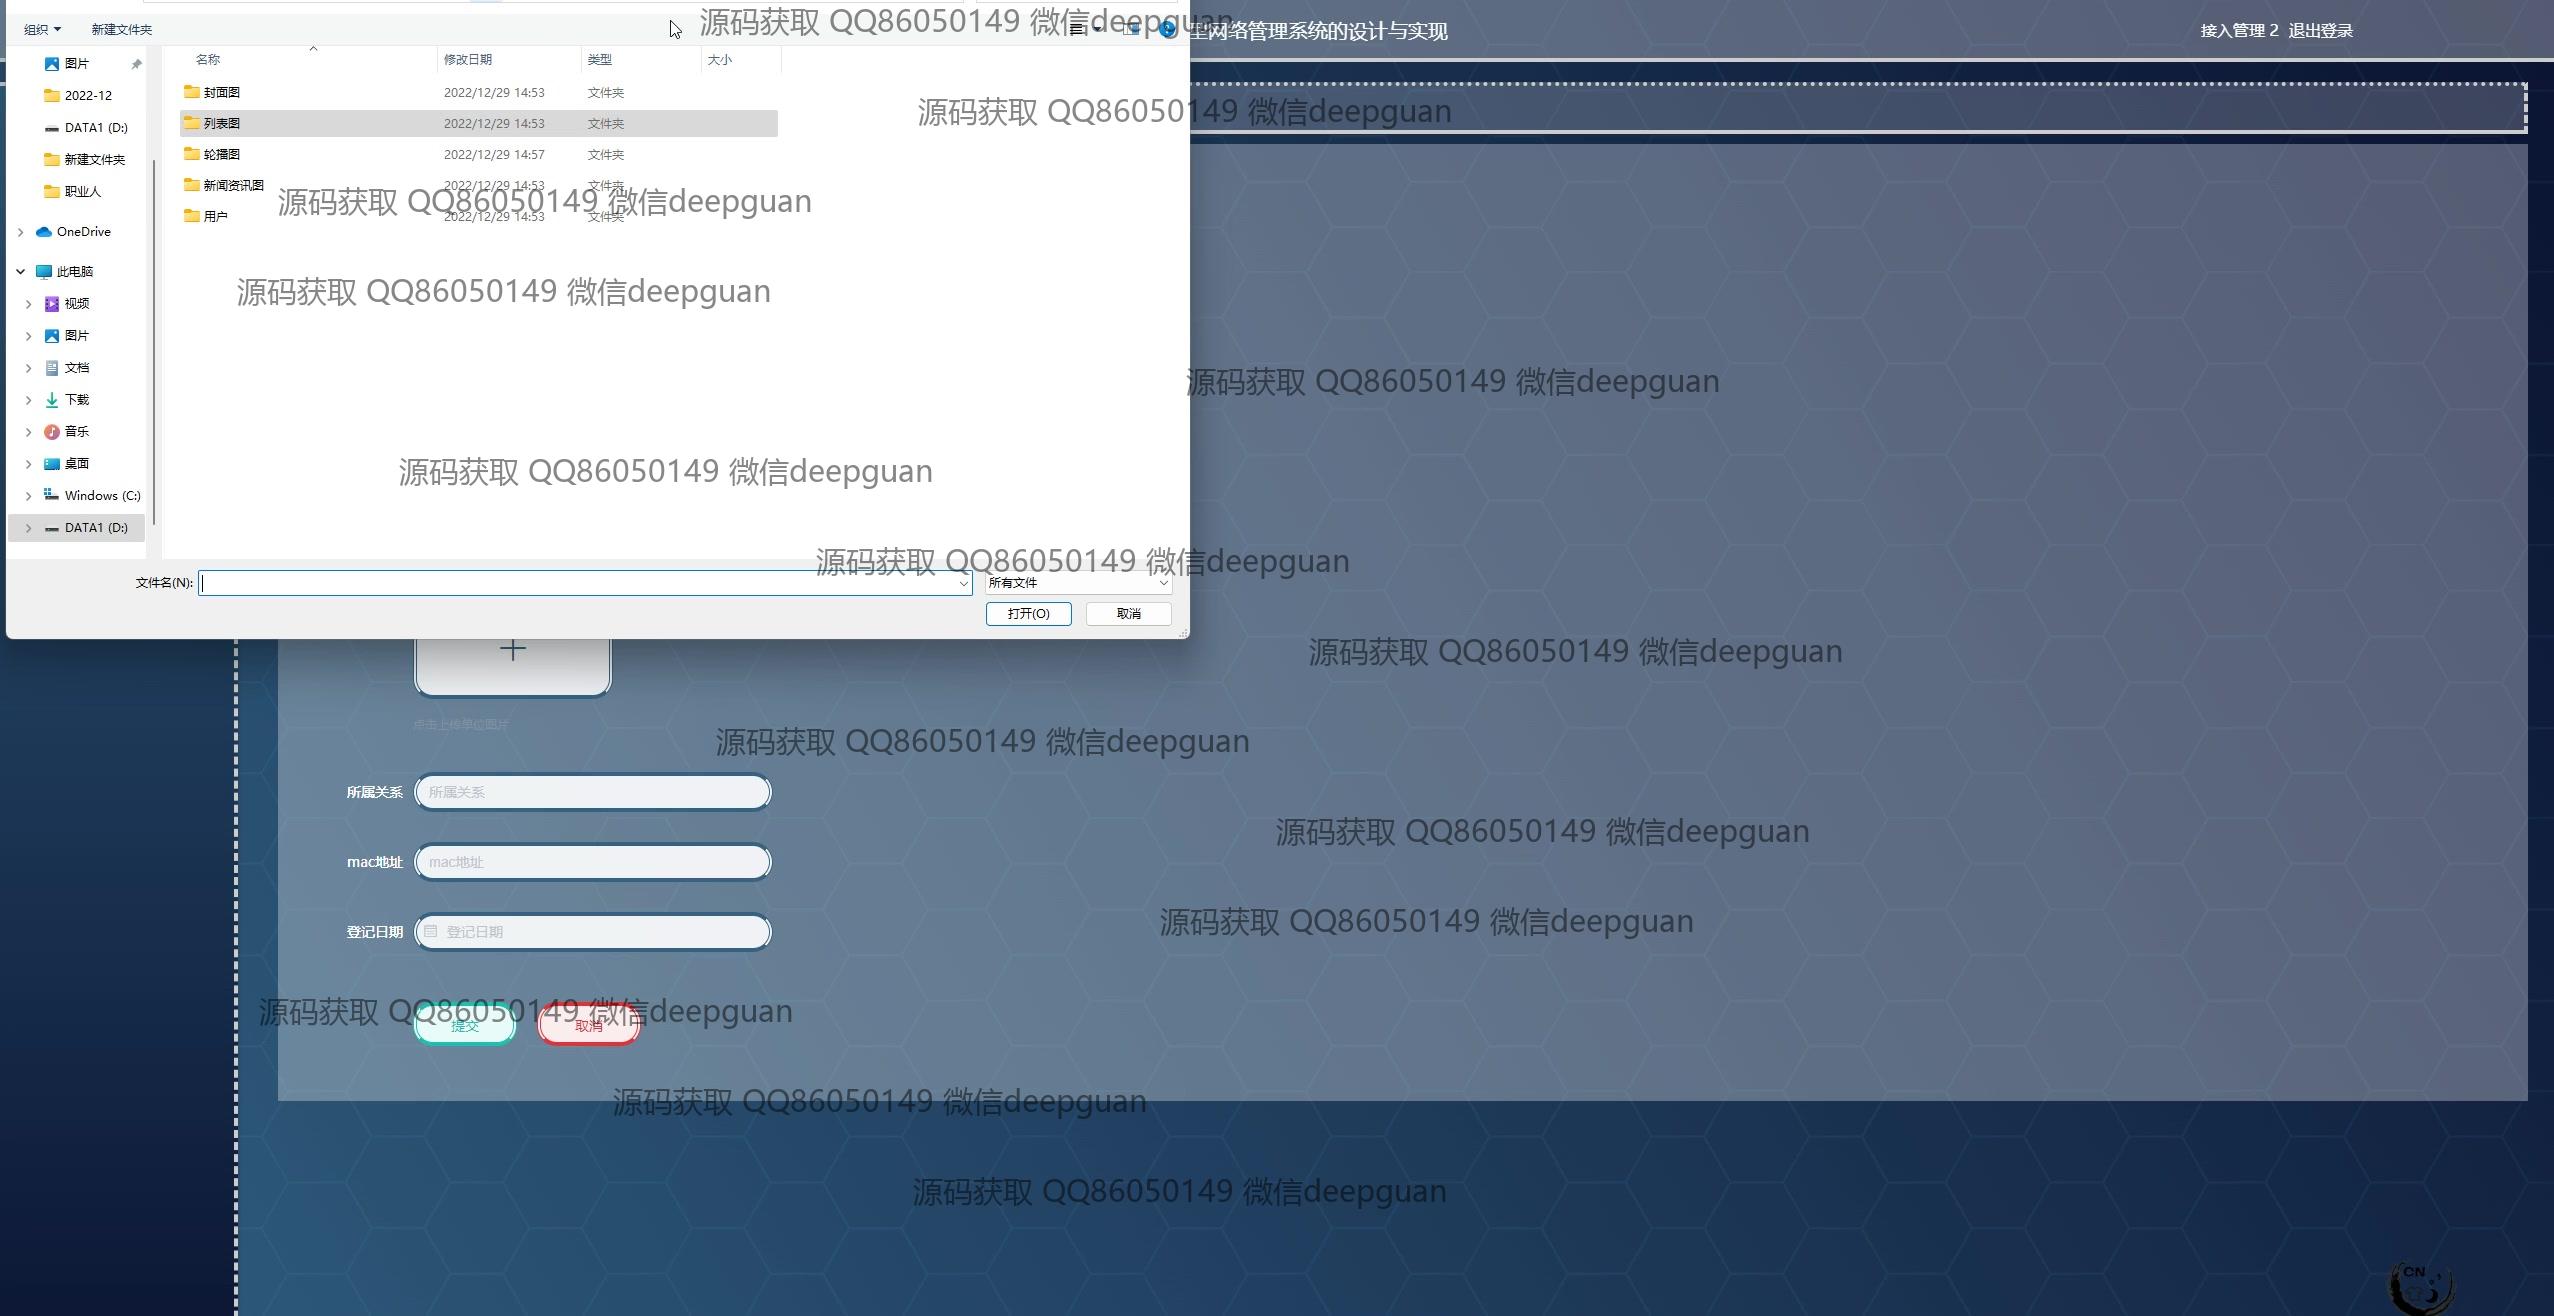 组织 新建文件夹
源码获取 QQ86050149 微信deepguan
型网络管理系统的设计与实现
接入管理 2 退出登录
名称 修改日期 类型 大小
图片
2022-12
DATA1 (D:)
新建文件夹
职业人
OneDrive
此电脑
视频
图片
文档
下载
音乐
桌面
Windows (C:)
DATA1 (D:)
封面图 2022/12/29 14:53 文件夹
列表图 2022/12/29 14:53 文件夹
轮播图 2022/12/29 14:57 文件夹
新闻资讯图 2022/12/29 14:53 文件夹
用户 2022/12/29 14:53 文件夹
源码获取 QQ86050149 微信deepguan
源码获取 QQ86050149 微信deepguan
源码获取 QQ86050149 微信deepguan
源码获取 QQ86050149 微信deepguan
源码获取 QQ86050149 微信deepguan
源码获取 QQ86050149 微信deepguan
文件名(N): 所有文件
打开(O) 取消
源码获取 QQ86050149 微信deepguan
点击上传单位图片
源码获取 QQ86050149 微信deepguan
所属关系 所属关系
源码获取 QQ86050149 微信deepguan
mac地址 mac地址
源码获取 QQ86050149 微信deepguan
登记日期 登记日期
源码获取 QQ86050149 微信deepguan
提交 取消
源码获取 QQ86050149 微信deepguan
源码获取 QQ86050149 微信deepguan
CN